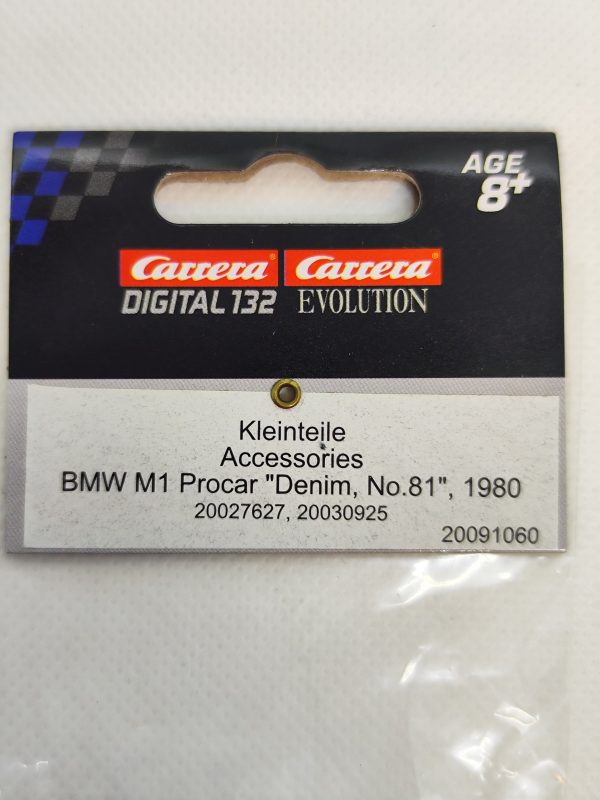 AGE
8+
Carrera® Carrera®
DIGITAL 132 EVOLUTION
Kleinteile
Accessories
BMW M1 Procar "Denim, No.81", 1980
20027627, 20030925
20091060